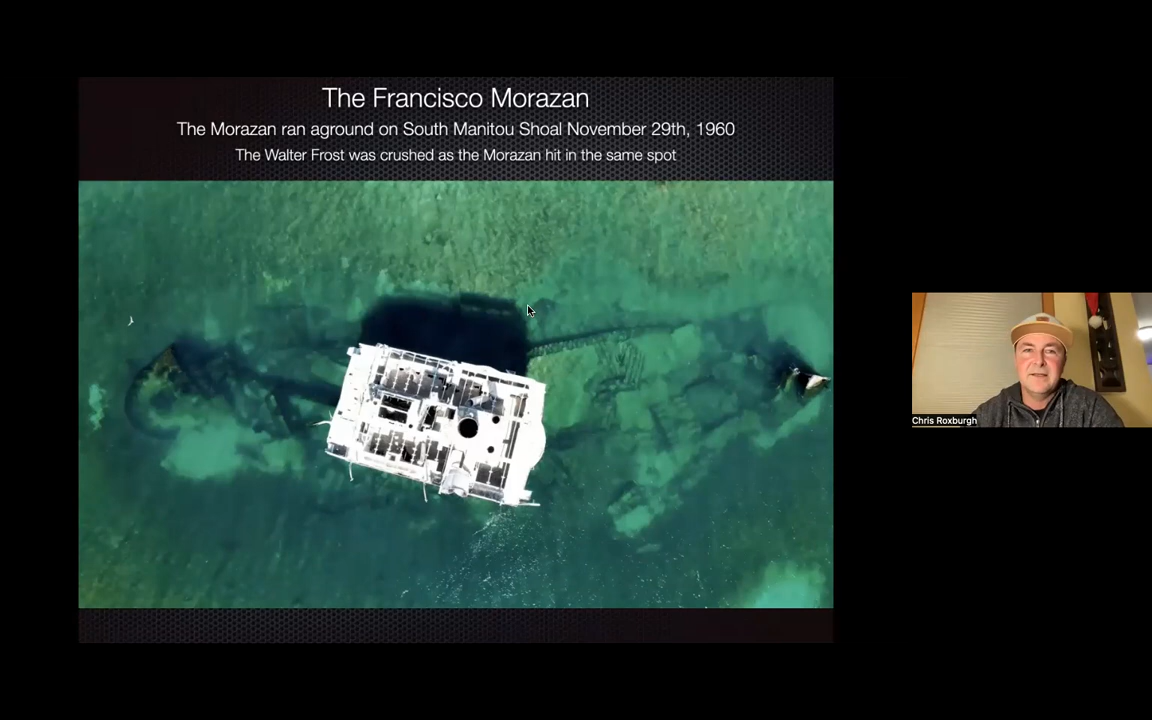 The Francisco Morazan
The Morazan ran aground on South Manitou Shoal November 29th, 1960
The Walter Frost was crushed as the Morazan hit in the same spot
Chris Roxburgh